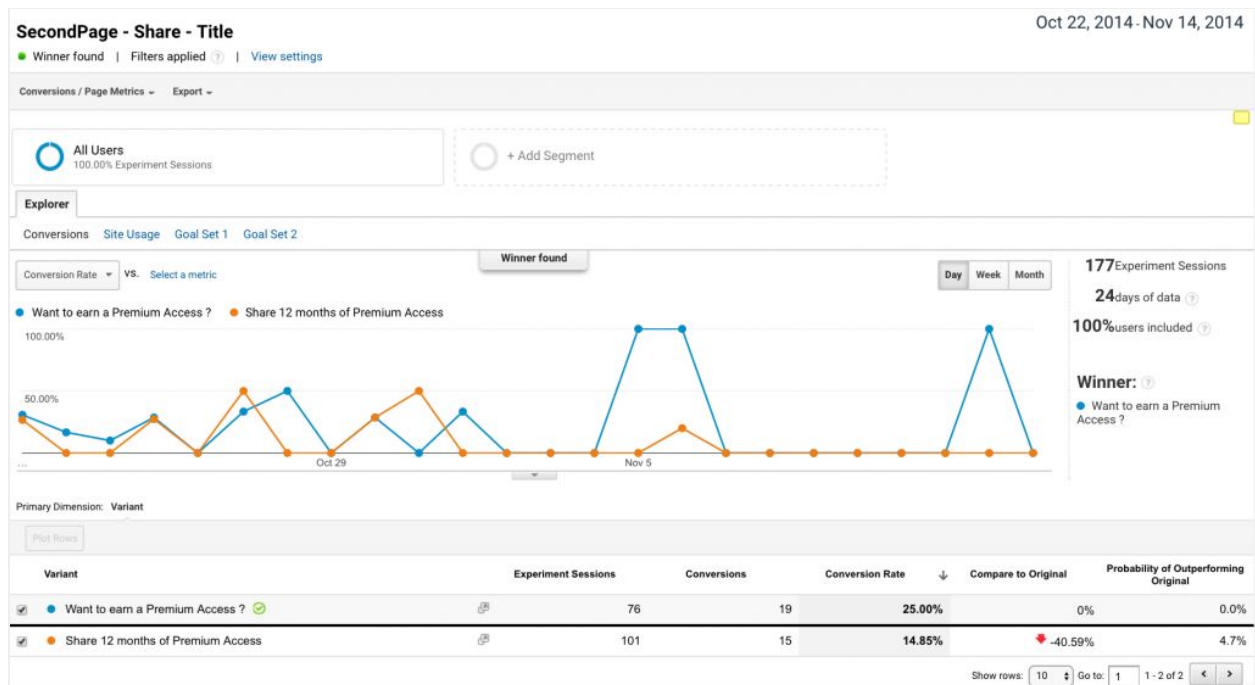 SecondPage - Share - Title
Oct 22, 2014 - Nov 14, 2014
Winner found | Filters applied ? | View settings
Conversions / Page Metrics Export
All Users
100.00% Experiment Sessions
+ Add Segment
Explorer
Conversions Site Usage Goal Set 1 Goal Set 2
Winner found
Conversion Rate VS. Select a metric
Day Week Month
177 Experiment Sessions
24 days of data ?
100% users included ?
Want to earn a Premium Access ? Share 12 months of Premium Access
100.00%
50.00%
... Oct 29 Nov 5
Winner: ?
Want to earn a Premium
Access ?
Primary Dimension: Variant
Plot Rows
Variant Experiment Sessions Conversions Conversion Rate Compare to Original Probability of Outperforming Original
Want to earn a Premium Access ? 76 19 25.00% 0% 0.0%
Share 12 months of Premium Access 101 15 14.85% -40.59% 4.7%
Show rows: 10 Go to: 1 1 - 2 of 2 < >